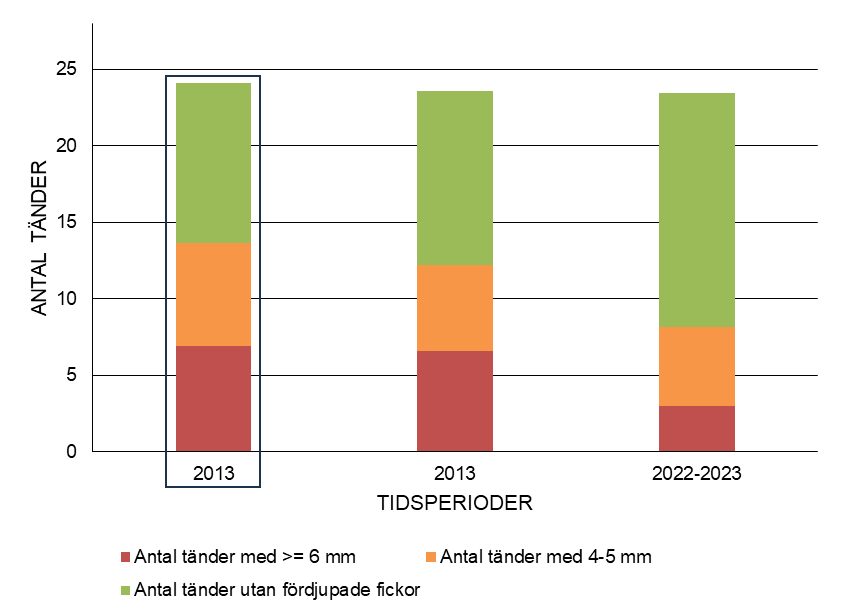 25
20
15
10
5
0
ANTAL TÄNDER
2013 2013 2022-2023
TIDSPERIODER
Antal tänder med >= 6 mm Antal tänder med 4-5 mm
Antal tänder utan fördjupade fickor